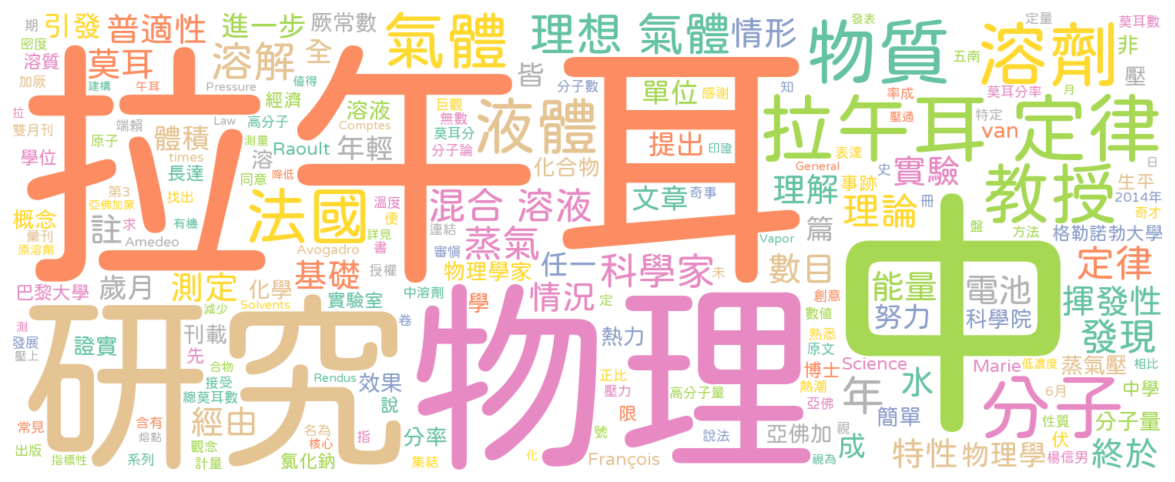 期
引發
普適性
進一步
厥常數
氣體
理想 氣體
情形
物質
溶劑
發表
定量
莫耳數
密度
溶質
莫耳
溶解
全
皆
單位
分子數
感謝
知
五南
非
壓
加厥
建構
午耳
Pressure
值得
經濟
液體
巨觀
無數
率成
莫耳分率
月
拉
拉午耳
拉午耳 定律
壓通
特定
van
雙月刊
原子
端賴
體積
Law
測量
高分子
溶液
Comptes
莫耳分
提出
印證
表達
學位
times
溶
Raoult
年輕
分子論
化合物
General
史
實驗
日
長達
同意
降低
文章
奇事
理解
事跡
教授
生平
第3
亞佛加厥
找出
法國
混合 溶液
理論
冊
2014年
概念
註
求
有機
溫度
便
連結
篇
盤
奇才
彙刊
Amedeo
Avogadro
詳見
書
審慎
蒸氣
Vapor
方法
格勒諾勃大學
原溶劑
基礎
授權
物理學家
任一
科學家
未
數目
中
定律
巴黎大學
歲月
測定
化學
實驗室
中溶劑
學
情況
定
創意
能量
電池
揮發性
研究
減少
Solvents
卷
物理
數值
努力
科學院
發現
測
發展
壓上
刊載
先
證實
熱力
熟悉
原文
合物
接受
Rendus
效果
正比
壓力
熱潮
博士
Science
Marie
低濃度
蒸氣壓
相比
總莫耳數
說
高分子量
亞佛
水
年
分子
6月
中學
常見
含有
經由
名為
指
分率
限
號
說法
亞佛加
視
簡單
性質
分子量
出版
熔點
觀念
核心
成
伏
指標性
系列
計量
氯化鈉
集結
化
François
視為
特性
物理學
楊信男
終於